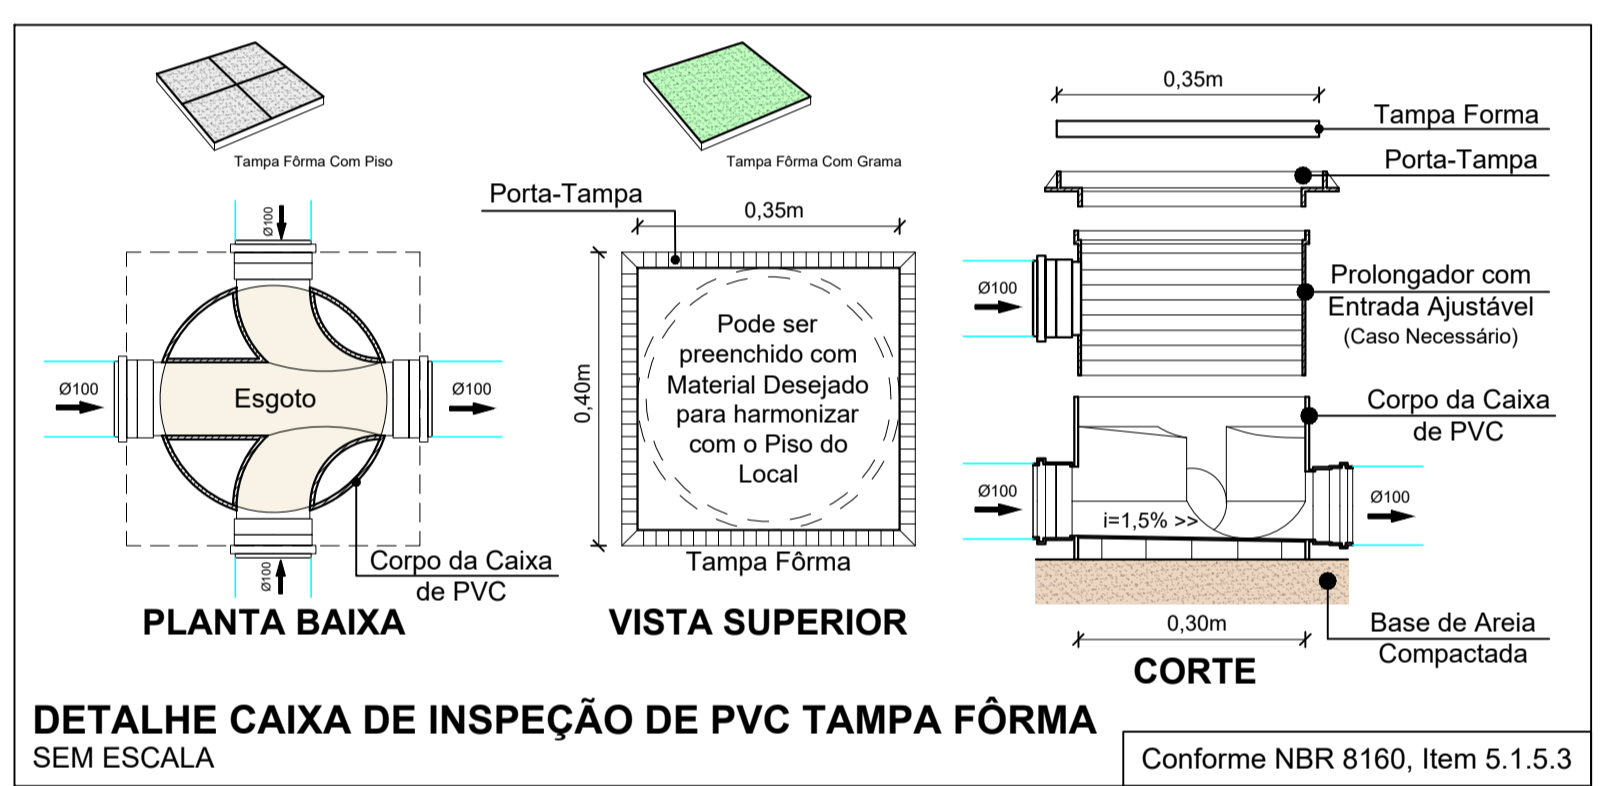 Tampa Fôrma Com Piso
Ø100
Ø100
Esgoto
Ø100
Ø100
Corpo da Caixa
de PVC
PLANTA BAIXA
Tampa Fôrma Com Grama
Porta-Tampa
0,35m
0,40m
Pode ser
preenchido com
Material Desejado
para harmonizar
com o Piso do
Local
Tampa Fôrma
VISTA SUPERIOR
0,35m
Tampa Forma
Porta-Tampa
Ø100
Prolongador com
Entrada Ajustável
(Caso Necessário)
Corpo da Caixa
de PVC
Ø100
i=1,5% >>
Ø100
0,30m
Base de Areia
Compactada
CORTE
DETALHE CAIXA DE INSPEÇÃO DE PVC TAMPA FÔRMA
SEM ESCALA
Conforme NBR 8160, Item 5.1.5.3